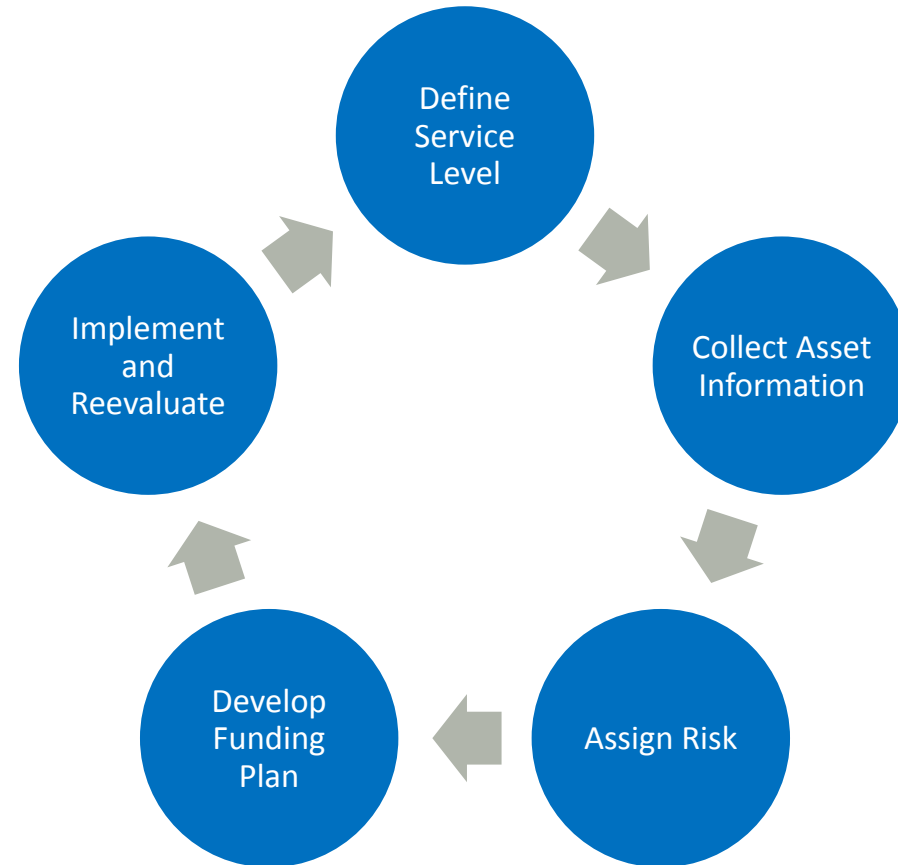 Define
Service
Level
Collect Asset
Information
Assign Risk
Develop
Funding
Plan
Implement
and
Reevaluate